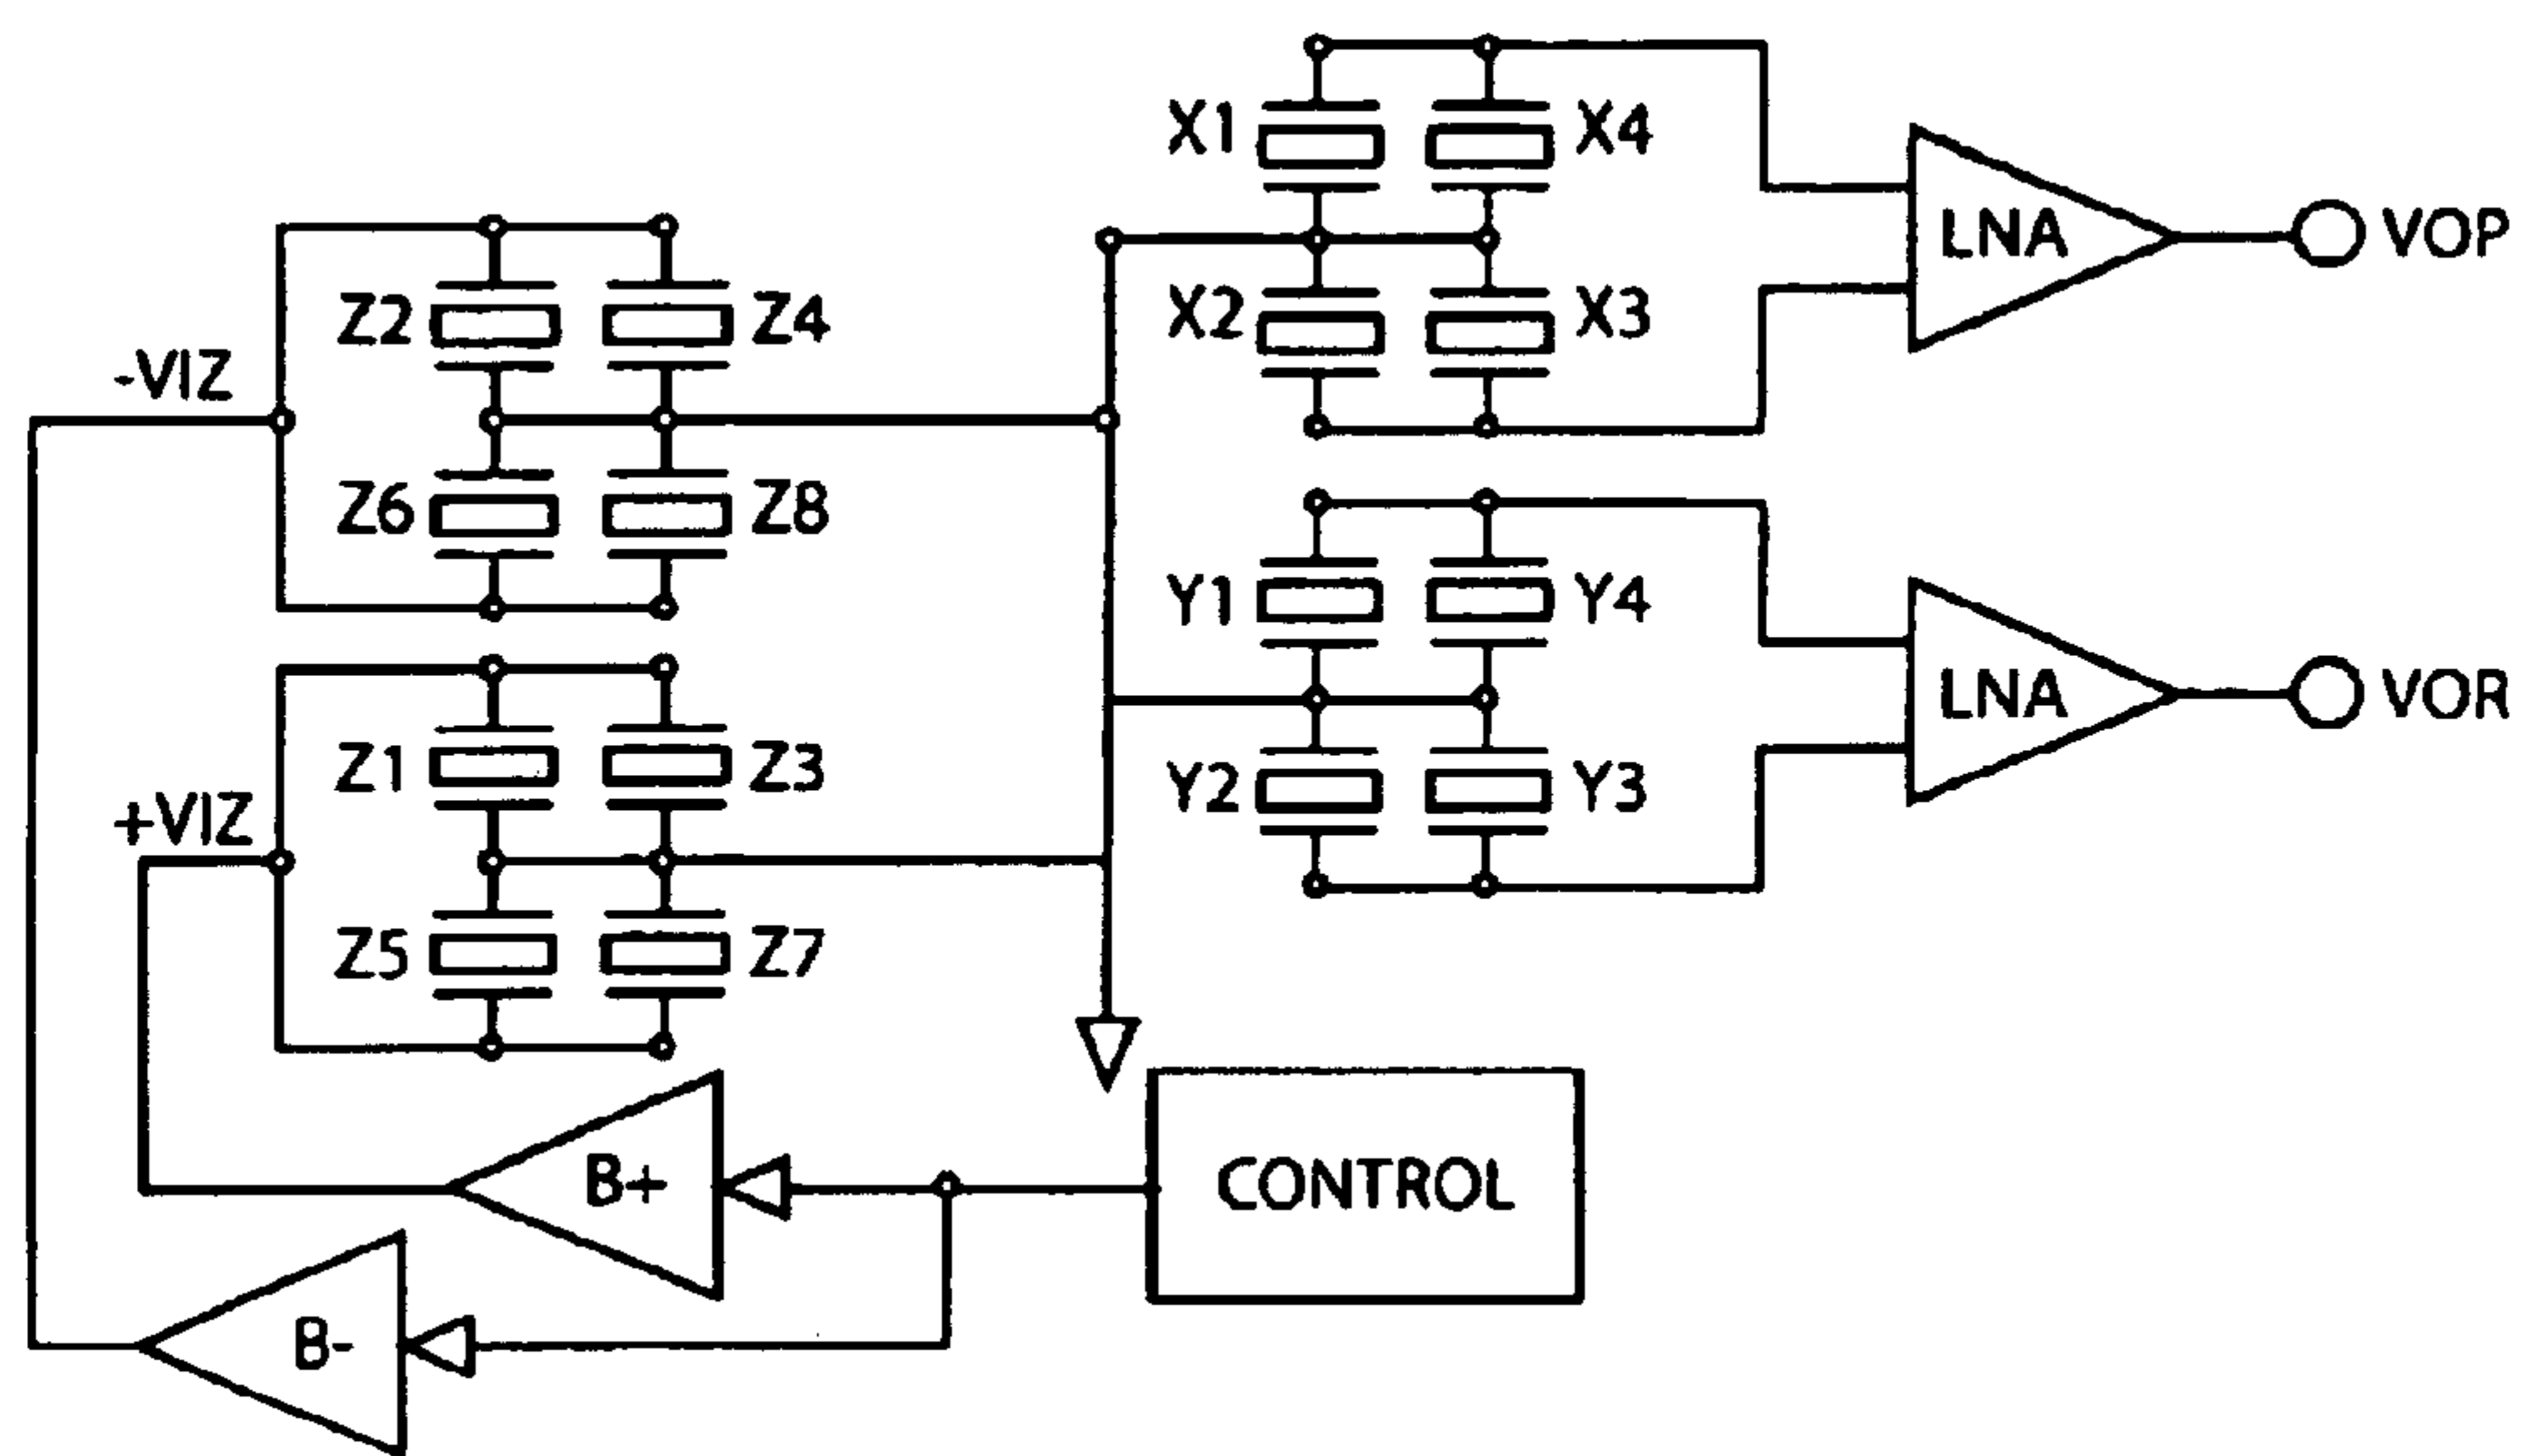 X1 X4
LNA VOP
X2 X3
Z2 Z4
-VIZ
Z6 Z8
Y1 Y4
LNA VOR
Y2 Y3
Z1 Z3
+VIZ
Z5 Z7
B+ CONTROL
B-